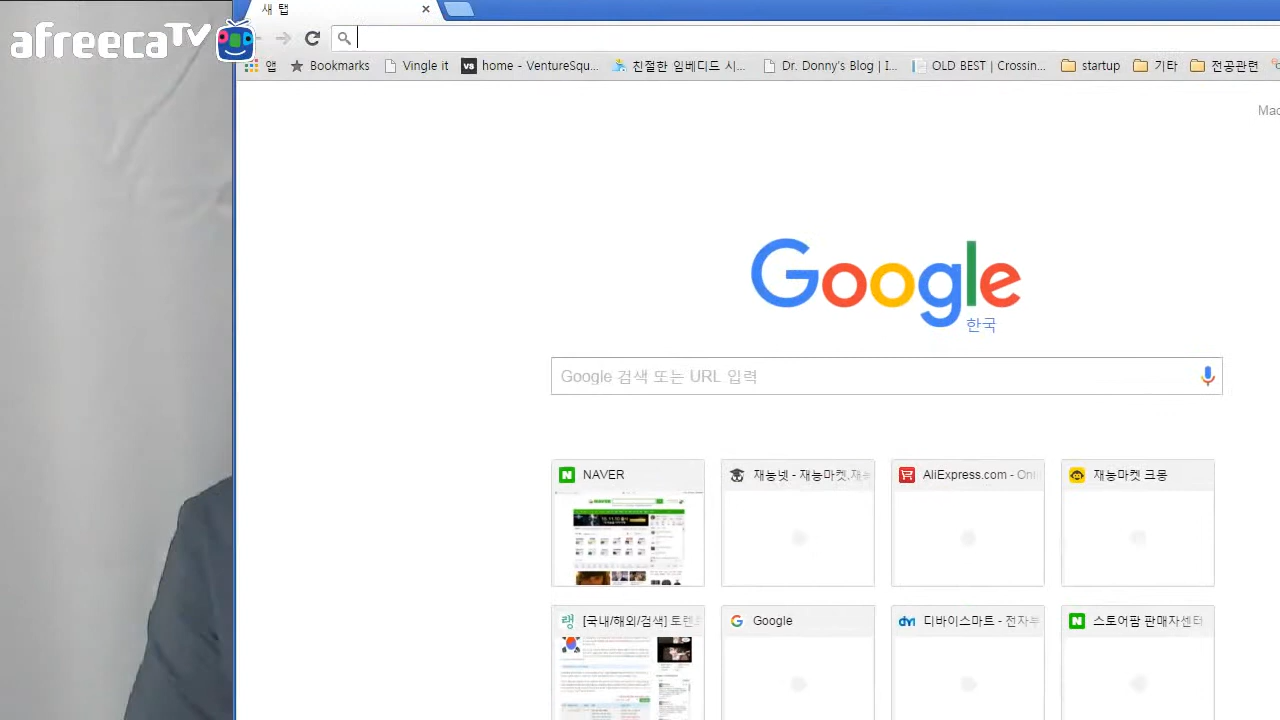 afreecaTV
새 탭
앱 Bookmarks Vingle it home - VentureSqu... 친절한 임베디드 시... Dr. Donny's Blog | I... OLD BEST | Crossin... startup 기타 전공관련
Google
한국
Google 검색 또는 URL 입력
NAVER 재능넷 - 재능마켓,재능 AliExpress.com - Onl 재능마켓 크몽
[국내/해외/검색] 토렌트 Google 디바이스마트 - 전자부 스토어팜 판매자센터